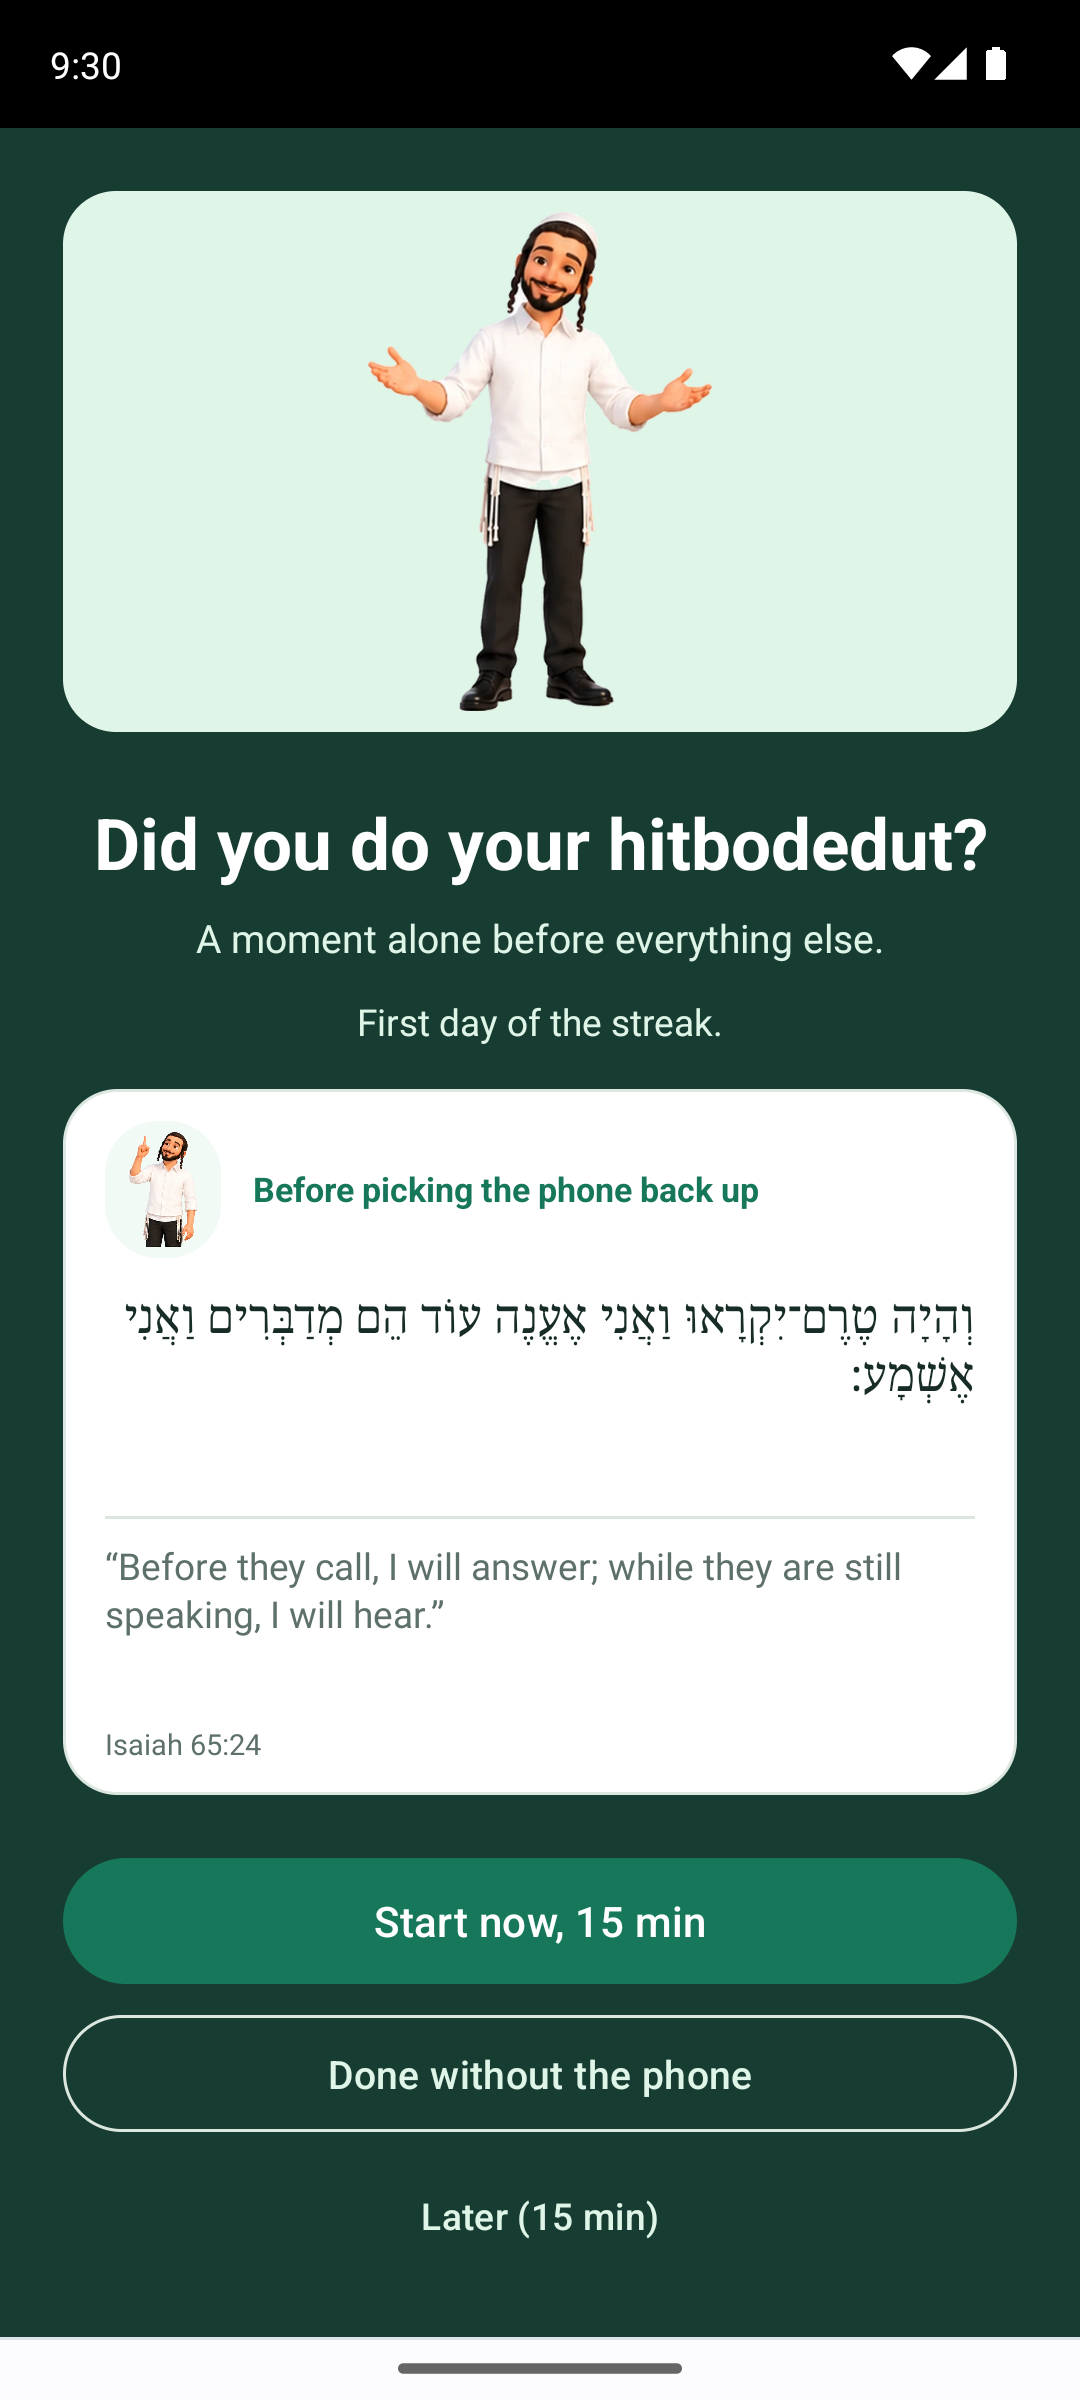 9:30
Did you do your hitbodedut?
A moment alone before everything else.
First day of the streak.
Before picking the phone back up
וְהָיָה טֶרֶם־יִקְרָאוּ וַאֲנִי אֶעֱנֶה עוֹד הֵם מְדַבְּרִים וַאֲנִי
אֶשְׁמָע׃
“Before they call, I will answer; while they are still
speaking, I will hear.”
Isaiah 65:24
Start now, 15 min
Done without the phone
Later (15 min)